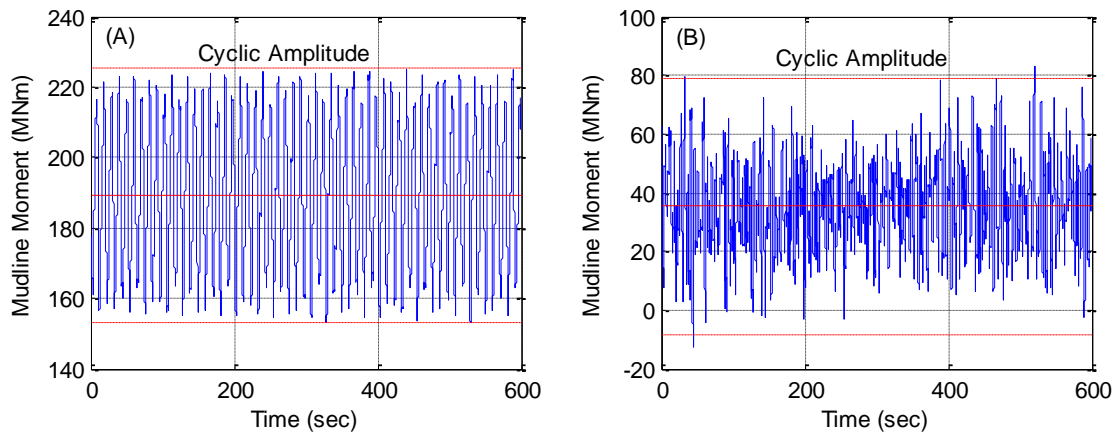 (A)
Cyclic Amplitude
Mudline Moment (MNm)
240
220
200
180
160
140
0
200
400
600
Time (sec)
(B)
Cyclic Amplitude
Mudline Moment (MNm)
100
80
60
40
20
0
-20
0
200
400
600
Time (sec)